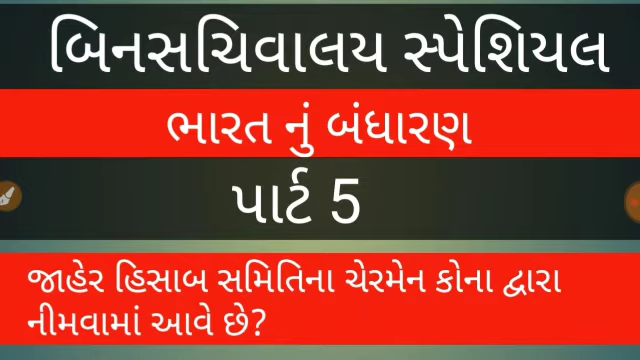 બિનસચિવાલય સ્પેશિયલ
ભારત નું બંધારણ
પાર્ટ 5
જાહેર હિસાબ સમિતિના ચેરમેન કોના દ્વારા
નીમવામાં આવે છે?